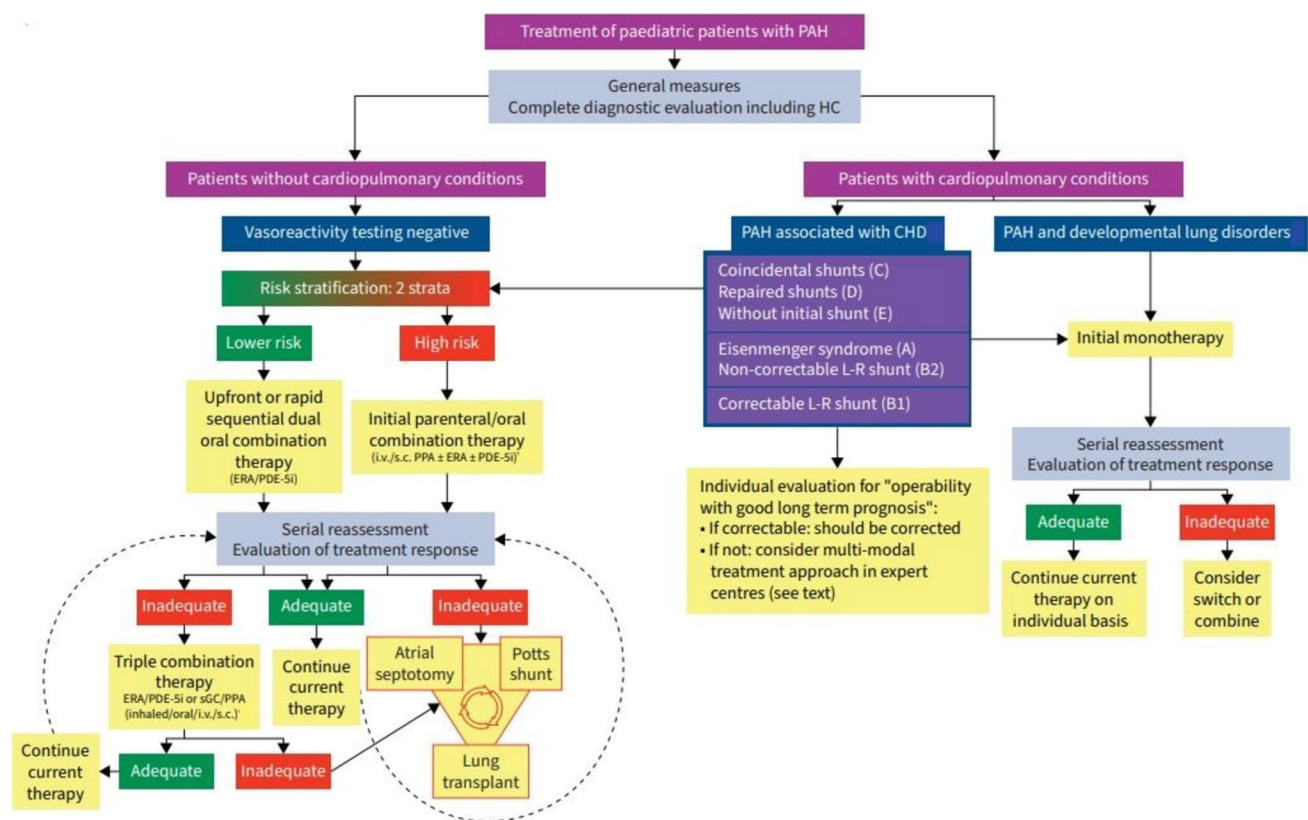 Treatment of paediatric patients with PAH
General measures
Complete diagnostic evaluation including HC
Patients without cardiopulmonary conditions
Patients with cardiopulmonary conditions
Vasoreactivity testing negative
PAH associated with CHD
PAH and developmental lung disorders
Risk stratification: 2 strata
Coincidental shunts (C)
Repaired shunts (D)
Without initial shunt (E)
Eisenmenger syndrome (A)
Non-correctable L-R shunt (B2)
Correctable L-R shunt (B1)
Initial monotherapy
Lower risk
High risk
Upfront or rapid
sequential dual
oral combination
therapy
(ERA/PDE-5i)
Initial parenteral/oral
combination therapy
(i.v./s.c. PPA ± ERA ± PDE-5i)*
Individual evaluation for "operability
with good long term prognosis":
• If correctable: should be corrected
• If not: consider multi-modal
treatment approach in expert
centres (see text)
Serial reassessment
Evaluation of treatment response
Adequate
Inadequate
Continue current
therapy on
individual basis
Consider
switch or
combine
Serial reassessment
Evaluation of treatment response
Inadequate
Adequate
Inadequate
Triple combination
therapy
ERA/PDE-5i or sGC/PPA
(inhaled/oral/i.v./s.c.)*
Continue
current
therapy
Atrial
septotomy
Potts
shunt
Lung
transplant
Continue
current
therapy
Adequate
Inadequate